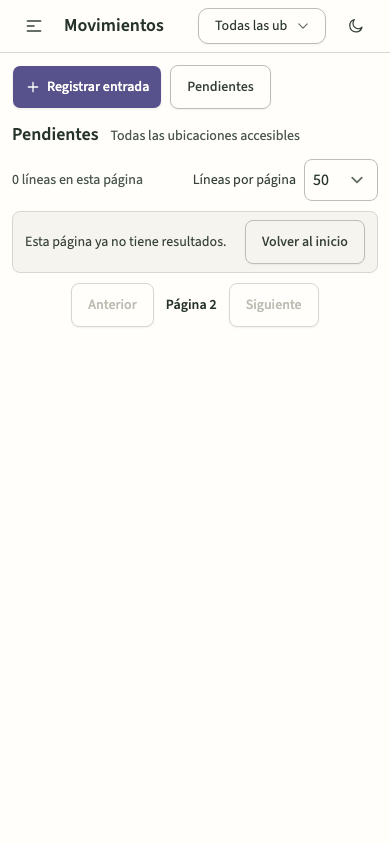 Movimientos
Todas las ub
Registrar entrada
Pendientes
Pendientes Todas las ubicaciones accesibles
0 líneas en esta página
Líneas por página 50
Esta página ya no tiene resultados.
Volver al inicio
Anterior Página 2 Siguiente